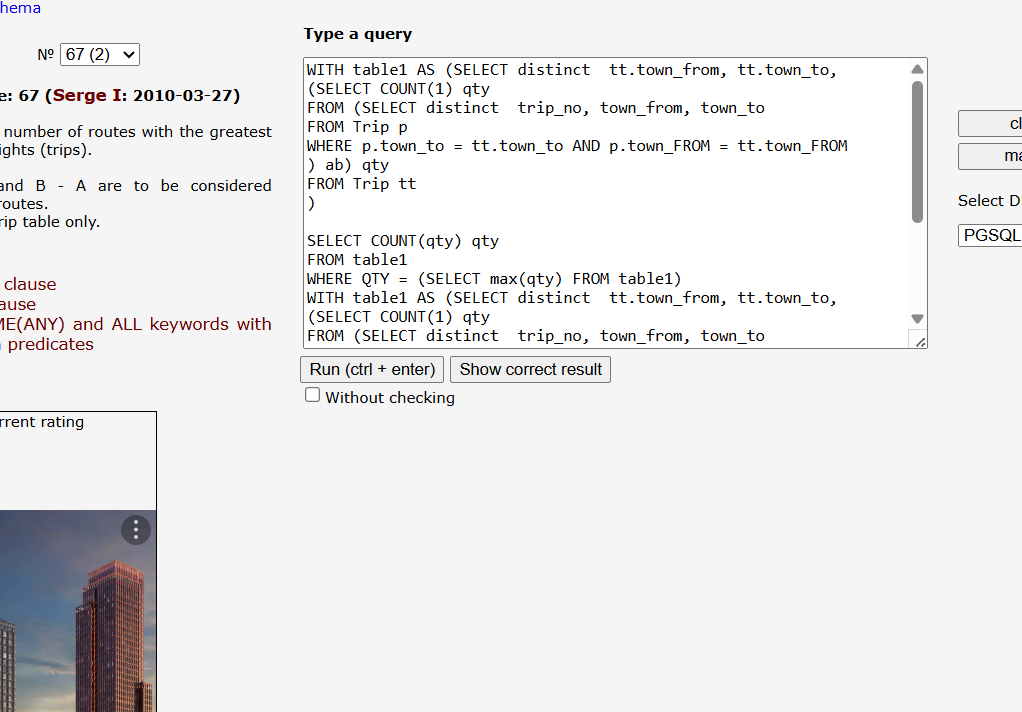 hema
№ 67 (2)
e: 67 (Serge I: 2010-03-27)
number of routes with the greatest
ights (trips).
and B - A are to be considered
routes.
rip table only.
clause
ause
ME(ANY) and ALL keywords with
predicates
rrent rating
Type a query
WITH table1 AS (SELECT distinct  tt.town_from, tt.town_to,
(SELECT COUNT(1) qty
FROM (SELECT distinct  trip_no, town_from, town_to
FROM Trip p
WHERE p.town_to = tt.town_to AND p.town_FROM = tt.town_FROM
) ab) qty
FROM Trip tt
)
SELECT COUNT(qty) qty
FROM table1
WHERE QTY = (SELECT max(qty) FROM table1)
WITH table1 AS (SELECT distinct  tt.town_from, tt.town_to,
(SELECT COUNT(1) qty
FROM (SELECT distinct  trip_no, town_from, town_to
Run (ctrl + enter) Show correct result
Without checking
cl
ma
Select D
PGSQL